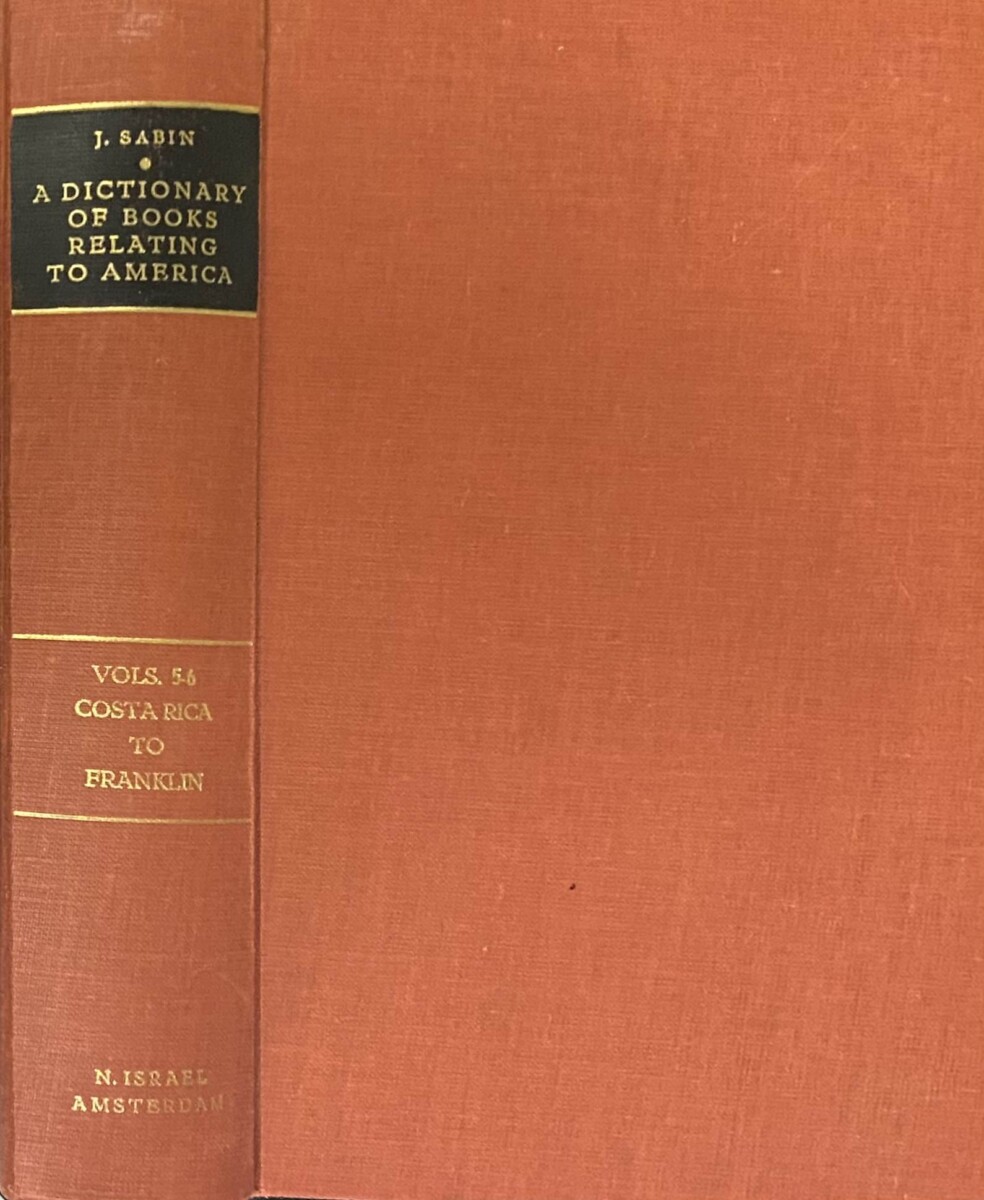 J. SABIN
A DICTIONARY
OF BOOKS
RELATING
TO AMERICA
VOLS. 5-6
COSTA RICA
TO
FRANKLIN
N. ISRAEL
AMSTERDAM